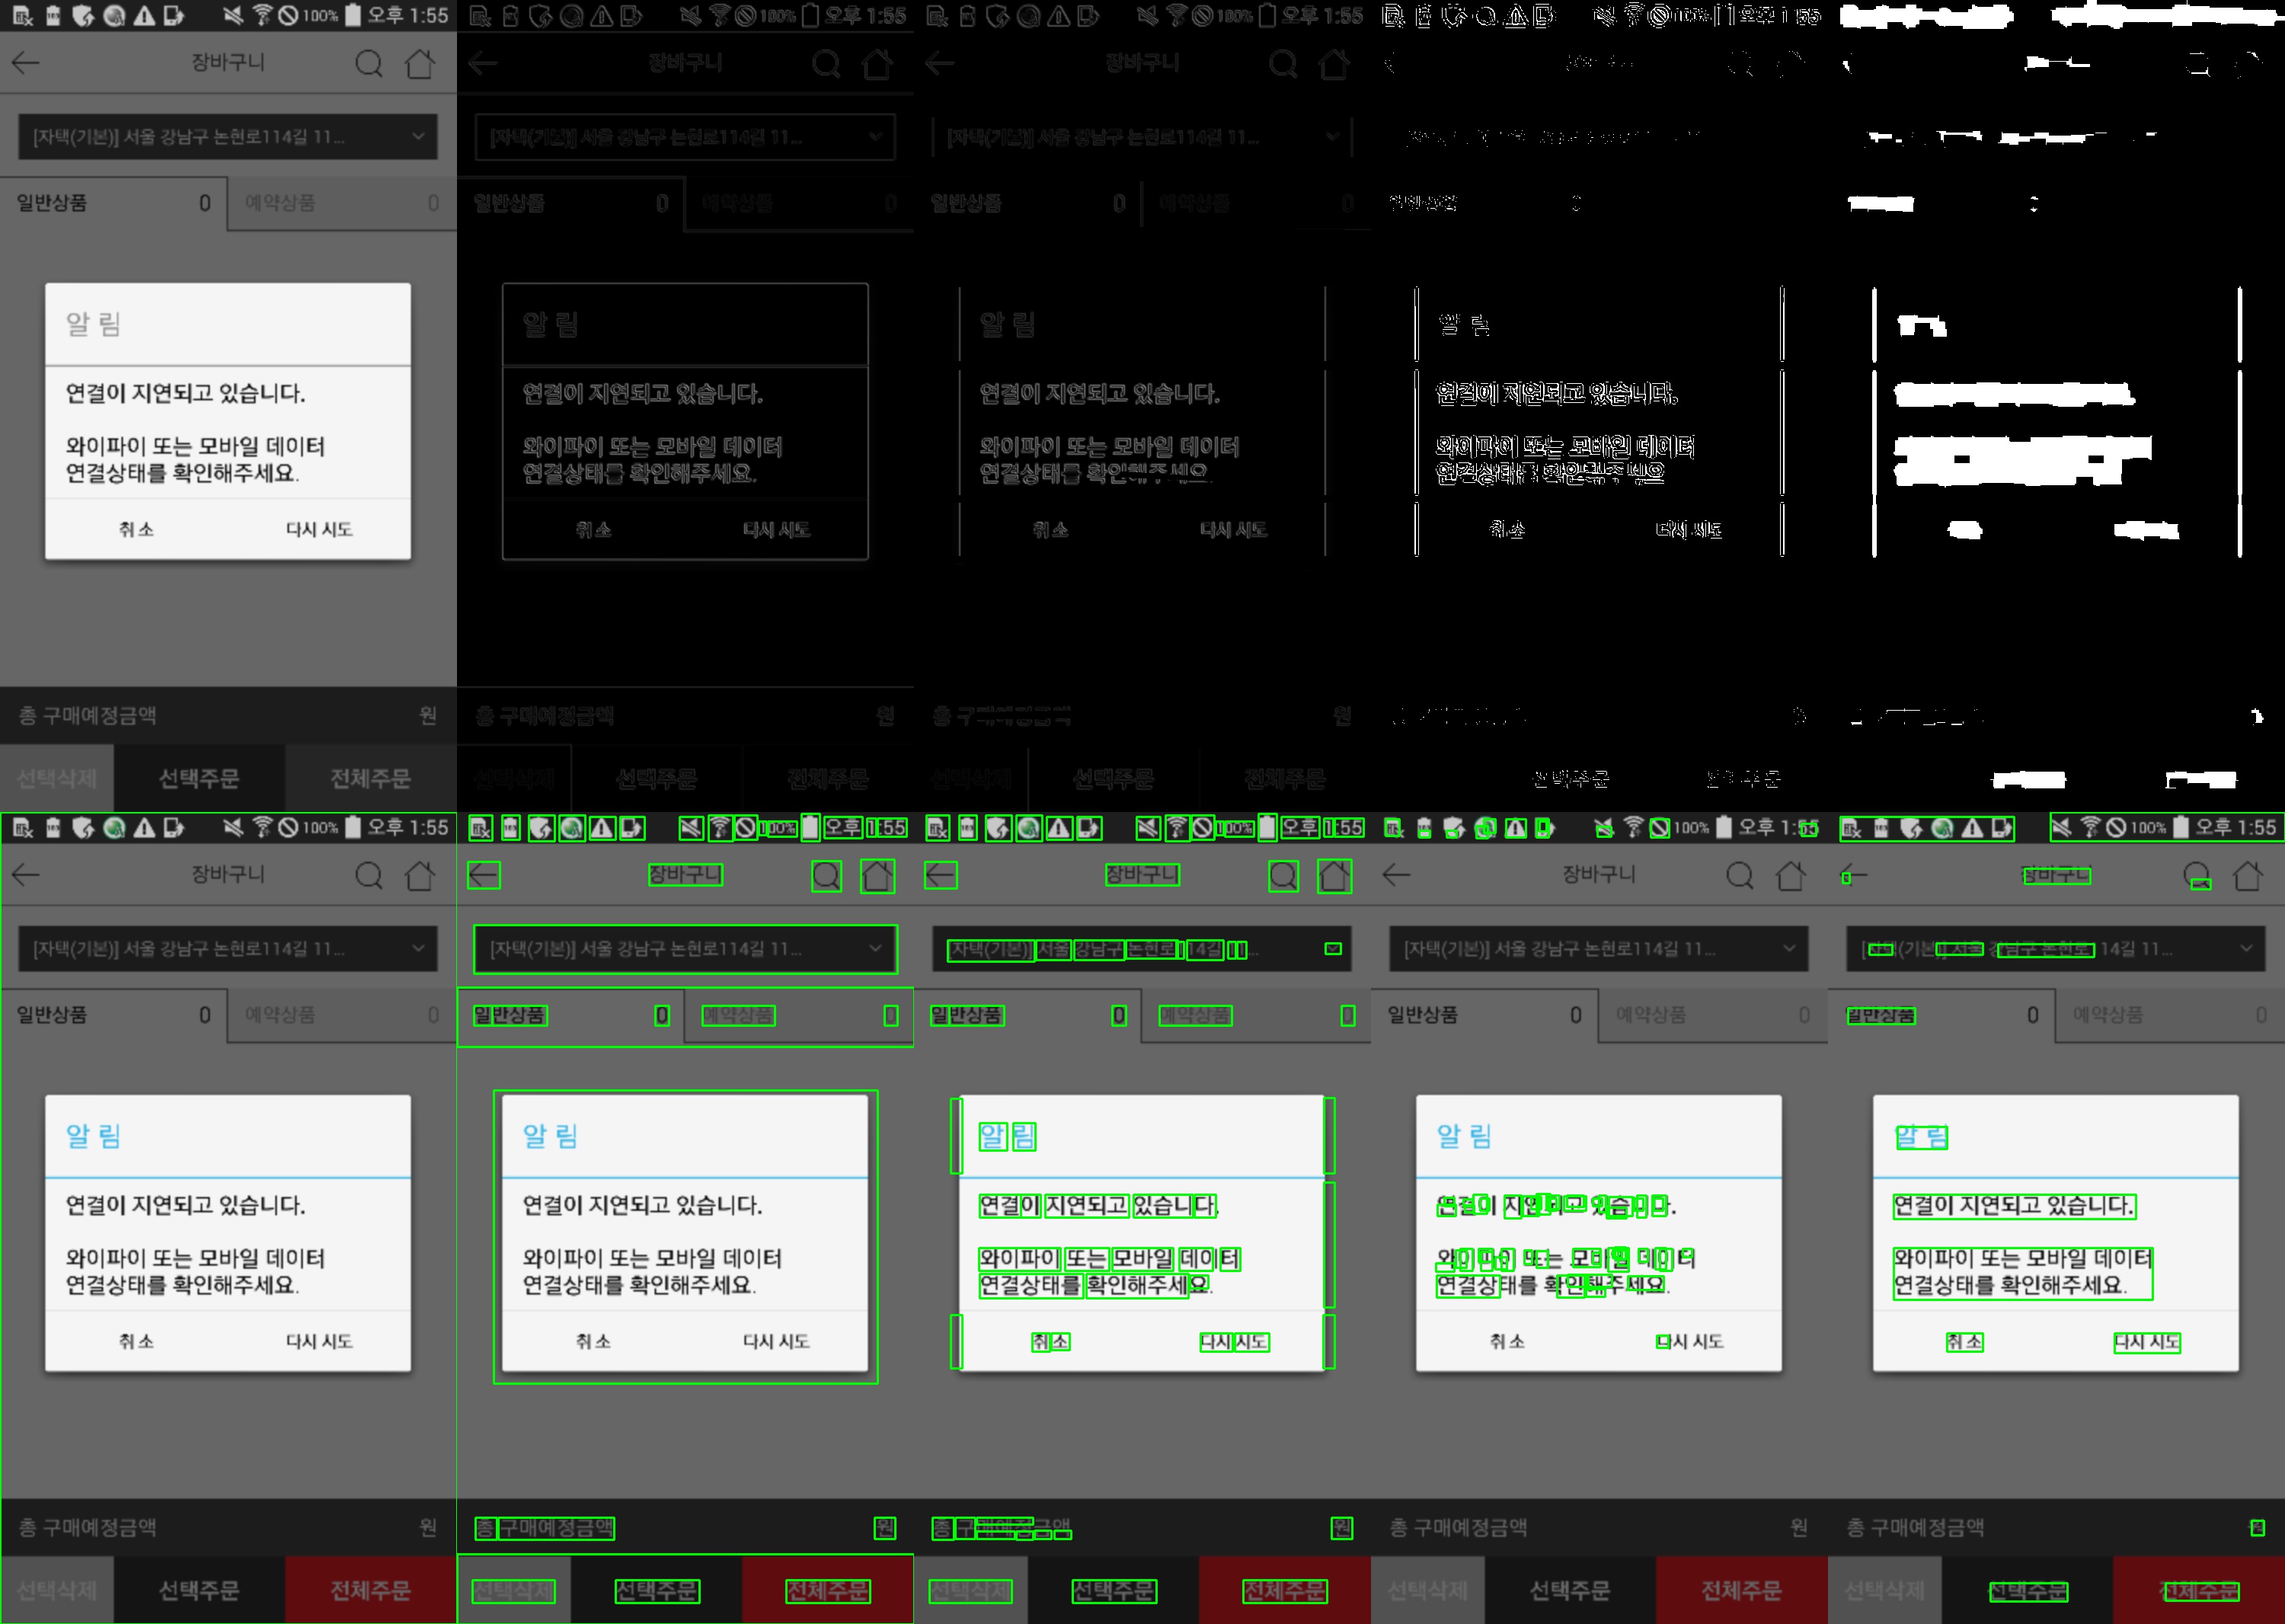 100% 오후 1:55
장바구니
[자택(기본)] 서울 강남구 논현로114길 11...
일반상품 0 예약상품 0
알 림
연결이 지연되고 있습니다.
와이파이 또는 모바일 데이터
연결상태를 확인해주세요.
취소 다시 시도
총 구매예정금액 원
선택삭제 선택주문 전체주문
100% 오후 1:55
장바구니
[자택(기본)] 서울 강남구 논현로114길 11...
일반상품 0 예약상품 0
알 림
연결이 지연되고 있습니다.
와이파이 또는 모바일 데이터
연결상태를 확인해주세요.
취소 다시 시도
총 구매예정금액 원
선택삭제 선택주문 전체주문
100% 오후 1:55
장바구니
[자택(기본)] 서울 강남구 논현로114길 11...
일반상품 0 예약상품 0
알 림
연결이 지연되고 있습니다.
와이파이 또는 모바일 데이터
연결상태를 확인해주세요.
취소 다시 시도
총 구매예정금액 원
선택삭제 선택주문 전체주문
100% 오후 1:55
알 림
연결이 지연되고 있습니다.
와이파이 또는 모바일 데이터
취소 다시 시도
선택주문
100% 오후 1:55
장바구니
[자택(기본)] 서울 강남구 논현로114길 11...
일반상품 0 예약상품 0
알 림
연결이 지연되고 있습니다.
와이파이 또는 모바일 데이터
연결상태를 확인해주세요.
취소 다시 시도
총 구매예정금액 원
선택삭제 선택주문 전체주문
100% 오후 1:55
장바구니
[자택(기본)] 서울 강남구 논현로114길 11...
일반상품 0 예약상품 0
알 림
연결이 지연되고 있습니다.
와이파이 또는 모바일 데이터
연결상태를 확인해주세요.
취소 다시 시도
총 구매예정금액 원
선택삭제 선택주문 전체주문
100% 오후 1:55
장바구니
[자택(기본)] 서울 강남구 논현로114길 11...
일반상품 0 예약상품 0
알 림
연결이 지연되고 있습니다.
와이파이 또는 모바일 데이터
연결상태를 확인해주세요.
취소 다시 시도
총 구매예정금액 원
선택삭제 선택주문 전체주문
100% 오후 1:55
장바구니
[자택(기본)] 서울 강남구 논현로114길 11...
일반상품 0 예약상품 0
알 림
연결이 지연되고 있습니다.
와이파이 또는 모바일 데이터
연결상태를 확인해주세요.
취소 다시 시도
총 구매예정금액 원
선택삭제 선택주문 전체주문
100% 오후 1:55
장바구니
[자택(기본)] 서울 강남구 논현로114길 11...
일반상품 0 예약상품 0
알 림
연결이 지연되고 있습니다.
와이파이 또는 모바일 데이터
연결상태를 확인해주세요.
취소 다시 시도
총 구매예정금액 원
선택삭제 선택주문 전체주문